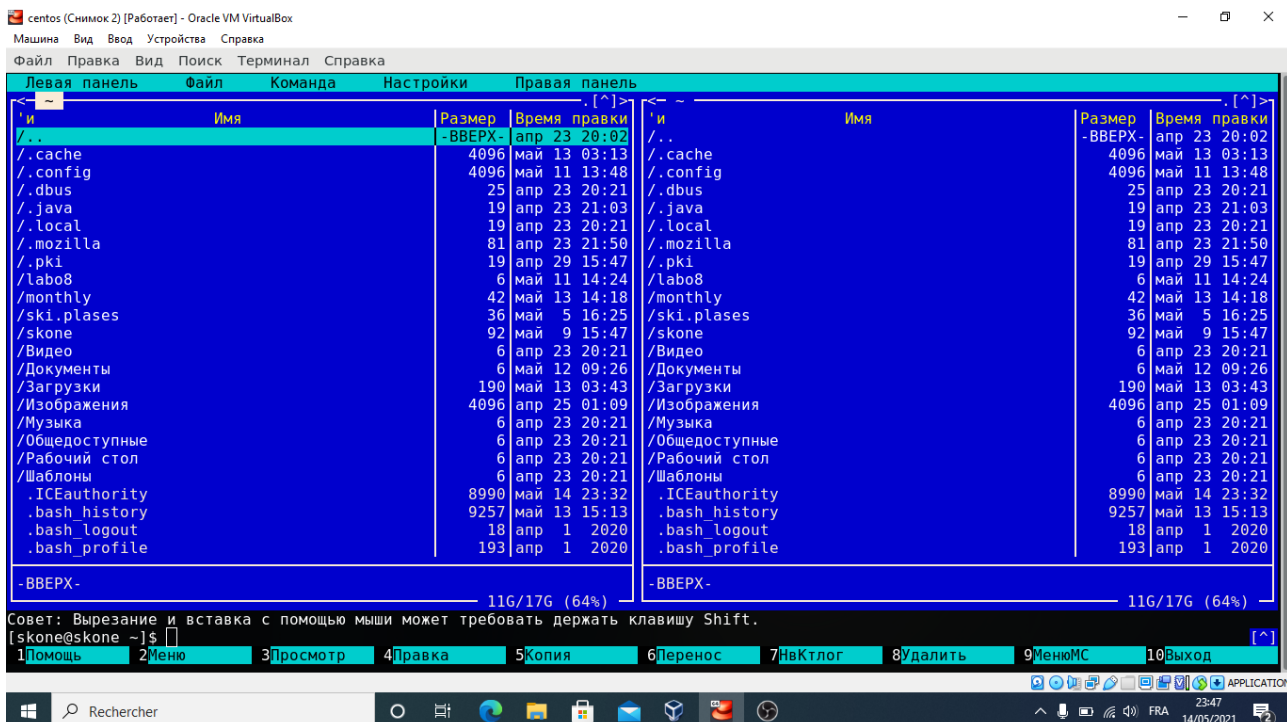 centos (Снимок 2) [Работает] - Oracle VM VirtualBox
Машина Вид Ввод Устройства Справка
Файл Правка Вид Поиск Терминал Справка
Левая панель Файл Команда Настройки Правая панель
<- ~ .[^]> <- ~ .[^]>
'и Имя Размер Время правки 'и Имя Размер Время правки
/.. -ВВЕРХ- апр 23 20:02 /.. -ВВЕРХ- апр 23 20:02
/.cache 4096 май 13 03:13 /.cache 4096 май 13 03:13
/.config 4096 май 11 13:48 /.config 4096 май 11 13:48
/.dbus 25 апр 23 20:21 /.dbus 25 апр 23 20:21
/.java 19 апр 23 21:03 /.java 19 апр 23 21:03
/.local 19 апр 23 20:21 /.local 19 апр 23 20:21
/.mozilla 81 апр 23 21:50 /.mozilla 81 апр 23 21:50
/.pki 19 апр 29 15:47 /.pki 19 апр 29 15:47
/labo8 6 май 11 14:24 /labo8 6 май 11 14:24
/monthly 42 май 13 14:18 /monthly 42 май 13 14:18
/ski.plases 36 май 5 16:25 /ski.plases 36 май 5 16:25
/skone 92 май 9 15:47 /skone 92 май 9 15:47
/Видео 6 апр 23 20:21 /Видео 6 апр 23 20:21
/Документы 6 май 12 09:26 /Документы 6 май 12 09:26
/Загрузки 190 май 13 03:43 /Загрузки 190 май 13 03:43
/Изображения 4096 апр 25 01:09 /Изображения 4096 апр 25 01:09
/Музыка 6 апр 23 20:21 /Музыка 6 апр 23 20:21
/Общедоступные 6 апр 23 20:21 /Общедоступные 6 апр 23 20:21
/Рабочий стол 6 апр 23 20:21 /Рабочий стол 6 апр 23 20:21
/Шаблоны 6 апр 23 20:21 /Шаблоны 6 апр 23 20:21
.ICEauthority 8990 май 14 23:32 .ICEauthority 8990 май 14 23:32
.bash_history 9257 май 13 15:13 .bash_history 9257 май 13 15:13
.bash_logout 18 апр 1 2020 .bash_logout 18 апр 1 2020
.bash_profile 193 апр 1 2020 .bash_profile 193 апр 1 2020
-ВВЕРХ- -ВВЕРХ-
11G/17G (64%) 11G/17G (64%)
Совет: Вырезание и вставка с помощью мыши может требовать держать клавишу Shift.
[skone@skone ~]$ [^]
1Помощь 2Меню 3Просмотр 4Правка 5Копия 6Перенос 7НвКтлог 8Удалить 9МенюMC 10Выход
APPLICATION
Rechercher FRA 23:47
14/05/2021